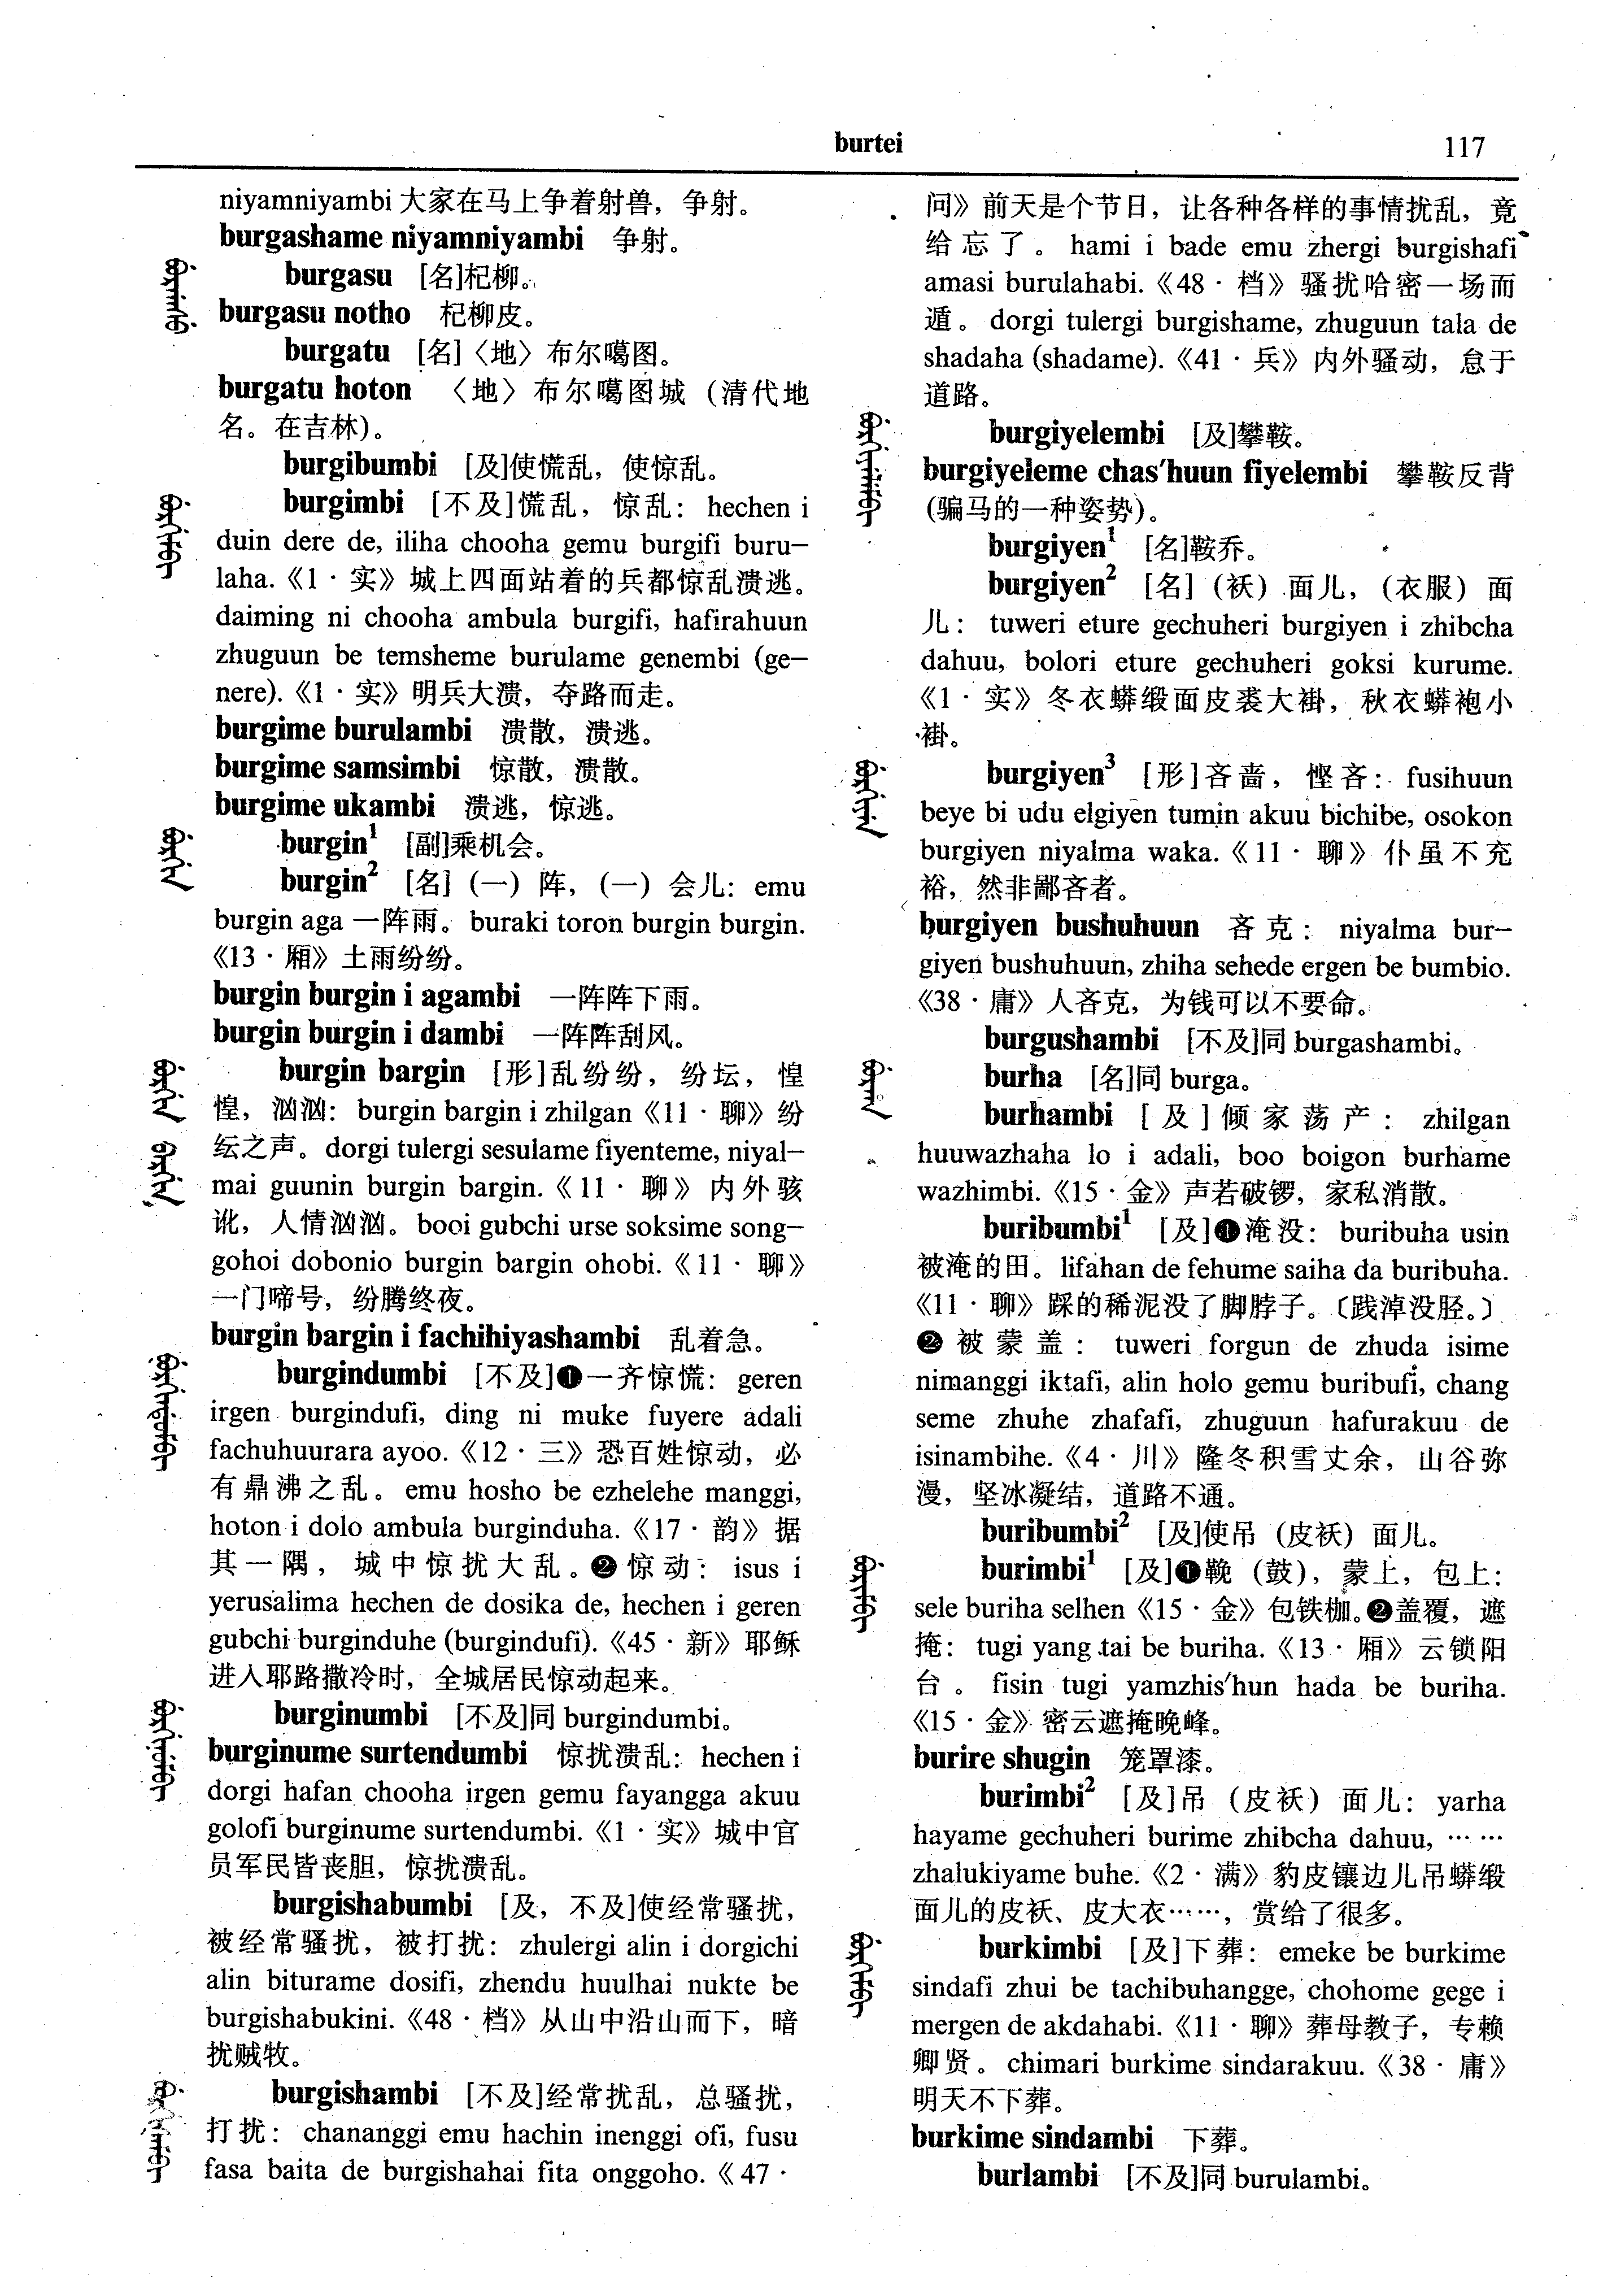 burtei
117
niyamniyambi 大家在马上争着射兽，争射。
burgashame niyamniyambi 争射。
burgasu [名]杞柳。
burgasu notho 杞柳皮。
burgatu [名]〈地〉布尔噶图。
burgatu hoton 〈地〉布尔噶图城（清代地
名。在吉林）。
burgibumbi [及]使慌乱，使惊乱。
burgimbi [不及]慌乱，惊乱：hechen i
duin dere de, iliha chooha gemu burgifi buru-
laha.《1·实》城上四面站着的兵都惊乱溃逃。
daiming ni chooha ambula burgifi, hafirahuun
zhuguun be temsheme burulame genembi (ge-
nere).《1·实》明兵大溃，夺路而走。
burgime burulambi 溃散，溃逃。
burgime samsimbi 惊散，溃散。
burgime ukambi 溃逃，惊逃。
burgin¹ [副]乘机会。
burgin² [名]（一）阵，（一）会儿：emu
burgin aga 一阵雨。buraki toron burgin burgin.
《13·厢》土雨纷纷。
burgin burgin i agambi 一阵阵下雨。
burgin burgin i dambi 一阵阵刮风。
burgin bargin [形]乱纷纷，纷坛，惶
惶，汹汹：burgin bargin i zhilgan《11·聊》纷
纭之声。dorgi tulergi sesulame fiyenteme, niyal-
mai guunin burgin bargin.《11·聊》内外骇
讹，人情汹汹。booi gubchi urse soksime song-
gohoi dobonio burgin bargin ohobi.《11·聊》
一门啼号，纷腾终夜。
burgin bargin i fachihiyashambi 乱着急。
burgindumbi [不及]❶一齐惊慌：geren
irgen burgindufi, ding ni muke fuyere adali
fachuhuurara ayoo.《12·三》恐百姓惊动，必
有鼎沸之乱。emu hosho be ezhelehe manggi,
hoton i dolo ambula burginduha.《17·韵》据
其一隅，城中惊扰大乱。❷惊动：isus i
yerusalima hechen de dosika de, hechen i geren
gubchi burginduhe (burgindufi).《45·新》耶稣
进入耶路撒冷时，全城居民惊动起来。
burginumbi [不及]同 burgindumbi。
burginume surtendumbi 惊扰溃乱：hechen i
dorgi hafan chooha irgen gemu fayangga akuu
golofi burginume surtendumbi.《1·实》城中官
员军民皆丧胆，惊扰溃乱。
burgishabumbi [及，不及]使经常骚扰，
被经常骚扰，被打扰：zhulergi alin i dorgichi
alin biturame dosifi, zhendu huulhai nukte be
burgishabukini.《48·档》从山中沿山而下，暗
扰贼牧。
burgishambi [不及]经常扰乱，总骚扰，
打扰：chananggi emu hachin inenggi ofi, fusu
fasa baita de burgishahai fita onggoho.《47·
问》前天是个节日，让各种各样的事情扰乱，竟
给忘了。hami i bade emu zhergi burgishafi
amasi burulahabi.《48·档》骚扰哈密一场而
遁。dorgi tulergi burgishame, zhuguun tala de
shadaha (shadame).《41·兵》内外骚动，怠于
道路。
burgiyelembi [及]攀鞍。
burgiyeleme chas'huun fiyelembi 攀鞍反背
（骗马的一种姿势）。
burgiyen¹ [名]鞍乔。
burgiyen² [名]（袄）面儿，（衣服）面
儿：tuweri eture gechuheri burgiyen i zhibcha
dahuu, bolori eture gechuheri goksi kurume.
《1·实》冬衣蟒缎面皮裘大褂，秋衣蟒袍小
褂。
burgiyen³ [形]吝啬，悭吝：fusihuun
beye bi udu elgiyen tumin akuu bichibe, osokon
burgiyen niyalma waka.《11·聊》仆虽不充
裕，然非鄙吝者。
burgiyen bushuhuun 吝克：niyalma bur-
giyen bushuhuun, zhiha sehede ergen be bumbio.
《38·庸》人吝克，为钱可以不要命。
burgushambi [不及]同 burgashambi。
burha [名]同 burga。
burhambi [及]倾家荡产：zhilgan
huuwazhaha lo i adali, boo boigon burhame
wazhimbi.《15·金》声若破锣，家私消散。
buribumbi¹ [及]❶淹没：buribuha usin
被淹的田。lifahan de fehume saiha da buribuha.
《11·聊》踩的稀泥没了脚脖子。〔践淖没胫。〕
❷被蒙盖：tuweri forgun de zhuda isime
nimanggi iktafi, alin holo gemu buribufi, chang
seme zhuhe zhafafi, zhuguun hafurakuu de
isinambihe.《4·川》隆冬积雪丈余，山谷弥
漫，坚冰凝结，道路不通。
buribumbi² [及]使吊（皮袄）面儿。
burimbi¹ [及]❶鞔（鼓），蒙上，包上：
sele buriha selhen《15·金》包铁枷。❷盖覆，遮
掩：tugi yang tai be buriha.《13·厢》云锁阳
台。fisin tugi yamzhis'hun hada be buriha.
《15·金》密云遮掩晚峰。
burire shugin 笼罩漆。
burimbi² [及]吊（皮袄）面儿：yarha
hayame gechuheri burime zhibcha dahuu, ……
zhalukiyame buhe.《2·满》豹皮镶边儿吊蟒缎
面儿的皮袄、皮大衣……，赏给了很多。
burkimbi [及]下葬：emeke be burkime
sindafi zhui be tachibuhangge, chohome gege i
mergen de akdahabi.《11·聊》葬母教子，专赖
卿贤。chimari burkime sindarakuu.《38·庸》
明天不下葬。
burkime sindambi 下葬。
burlambi [不及]同 burulambi。